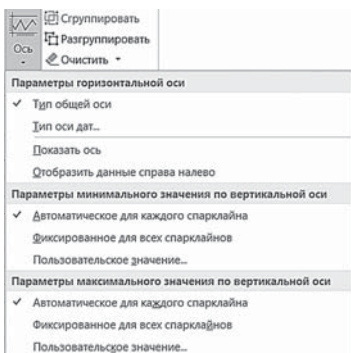 Сгруппировать
Разгруппировать
Ось
Очистить
Параметры горизонтальной оси
Тип общей оси
Тип оси дат...
Показать ось
Отобразить данные справа налево
Параметры минимального значения по вертикальной оси
Автоматическое для каждого спарклайна
Фиксированное для всех спарклайнов
Пользовательское значение...
Параметры максимального значения по вертикальной оси
Автоматическое для каждого спарклайна
Фиксированное для всех спарклайнов
Пользовательское значение...